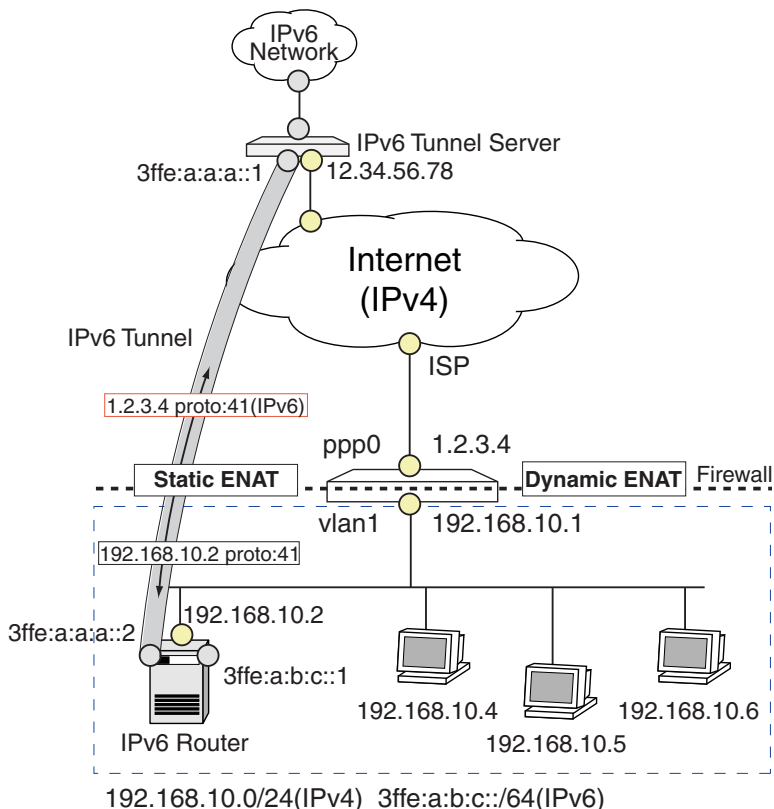 IPv6
Network
IPv6 Tunnel Server
3ffe:a:a:a::1
12.34.56.78
Internet
(IPv4)
IPv6 Tunnel
ISP
1.2.3.4 proto:41(IPv6)
ppp0
1.2.3.4
Static ENAT
Dynamic ENAT
Firewall
vlan1
192.168.10.1
192.168.10.2 proto:41
192.168.10.2
3ffe:a:a:a::2
3ffe:a:b:c::1
192.168.10.4
192.168.10.6
192.168.10.5
IPv6 Router
192.168.10.0/24(IPv4) 3ffe:a:b:c::/64(IPv6)